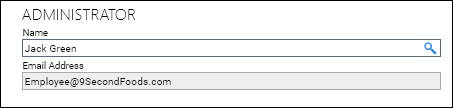 ADMINISTRATOR
Name
Jack Green
Email Address
Employee@9SecondFoods.com